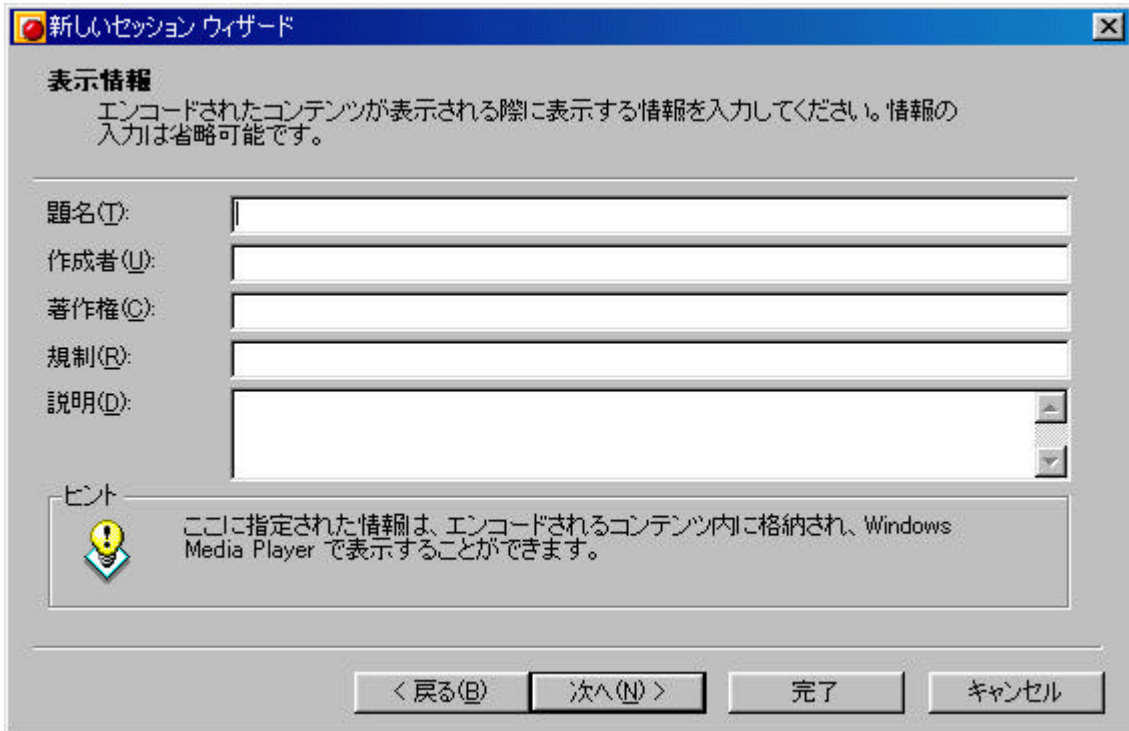 新しいセッション ウィザード
表示情報
エンコードされたコンテンツが表示される際に表示する情報を入力してください。情報の
入力は省略可能です。
題名(T):
作成者(U):
著作権(C):
規制(R):
説明(D):
ヒント
ここに指定された情報は、エンコードされるコンテンツ内に格納され、Windows
Media Player で表示することができます。
< 戻る(B) 次へ(N) > 完了 キャンセル